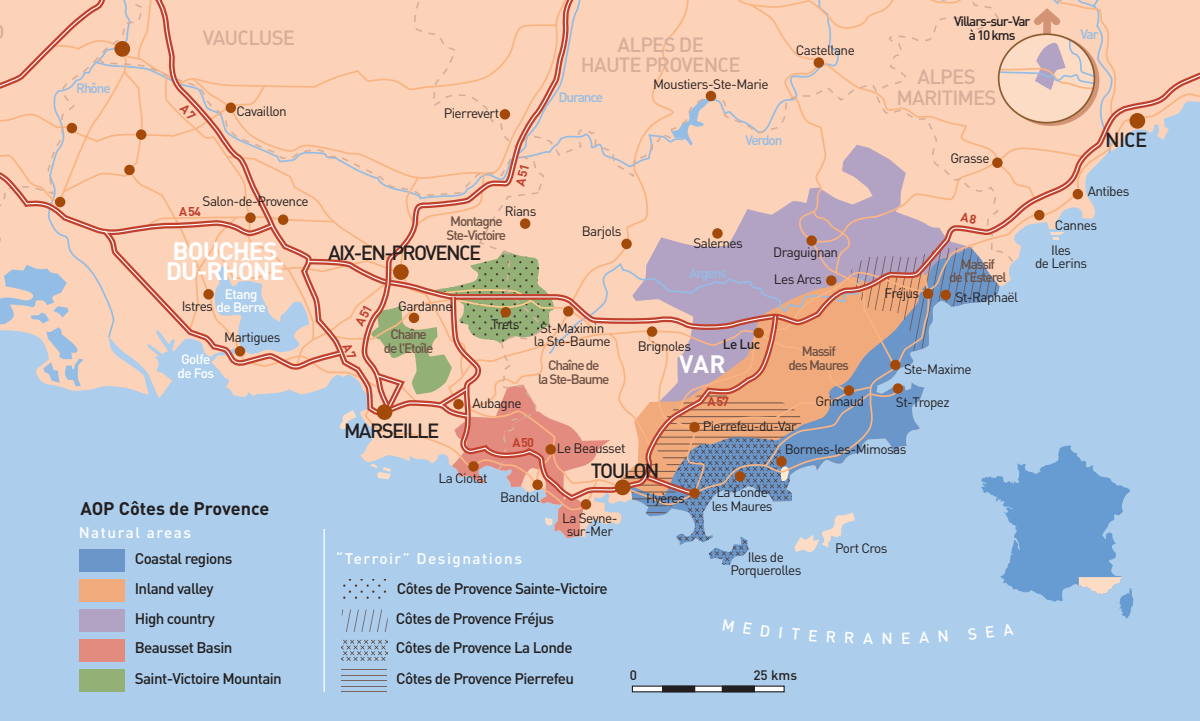 VAUCLUSE
ALPES DE
HAUTE PROVENCE
Castellane
Villars-sur-Var
à 10 kms
Var
Rhône
Cavaillon
A7
Pierrevert
Durance
Moustiers-Ste-Marie
Verdon
ALPES
MARITIMES
NICE
Grasse
Antibes
Cannes
A8
Iles
de Lerins
A51
Salon-de-Provence
A54
Rians
Montagne
Ste-Victoire
Barjols
Salernes
Draguignan
BOUCHES
DU-RHÔNE
AIX-EN-PROVENCE
Argens
Les Arcs
Massif
de l'Esterel
Fréjus
St-Raphaël
Istres
Etang
de Berre
Martigues
Golfe
de Fos
A51
A7
Gardanne
Chaîne
de l'Etoîle
Trets
St-Maximin
la Ste-Baume
Chaîne de
la Ste-Baume
Brignoles
Le Luc
VAR
Massif
des Maures
Ste-Maxime
Grimaud
St-Tropez
A57
Aubagne
MARSEILLE
Pierrefeu-du-Var
A50
Le Beausset
Bormes-les-Mimosas
La Ciotat
TOULON
Bandol
Hyères
La Londe
les Maures
La Seyne-
sur-Mer
Port Cros
Iles de
Porquerolles
AOP Côtes de Provence
Natural areas
Coastal regions
Inland valley
High country
Beausset Basin
Saint-Victoire Mountain
"Terroir" Designations
Côtes de Provence Sainte-Victoire
Côtes de Provence Fréjus
Côtes de Provence La Londe
Côtes de Provence Pierrefeu
MEDITERRANEAN SEA
0 25 kms